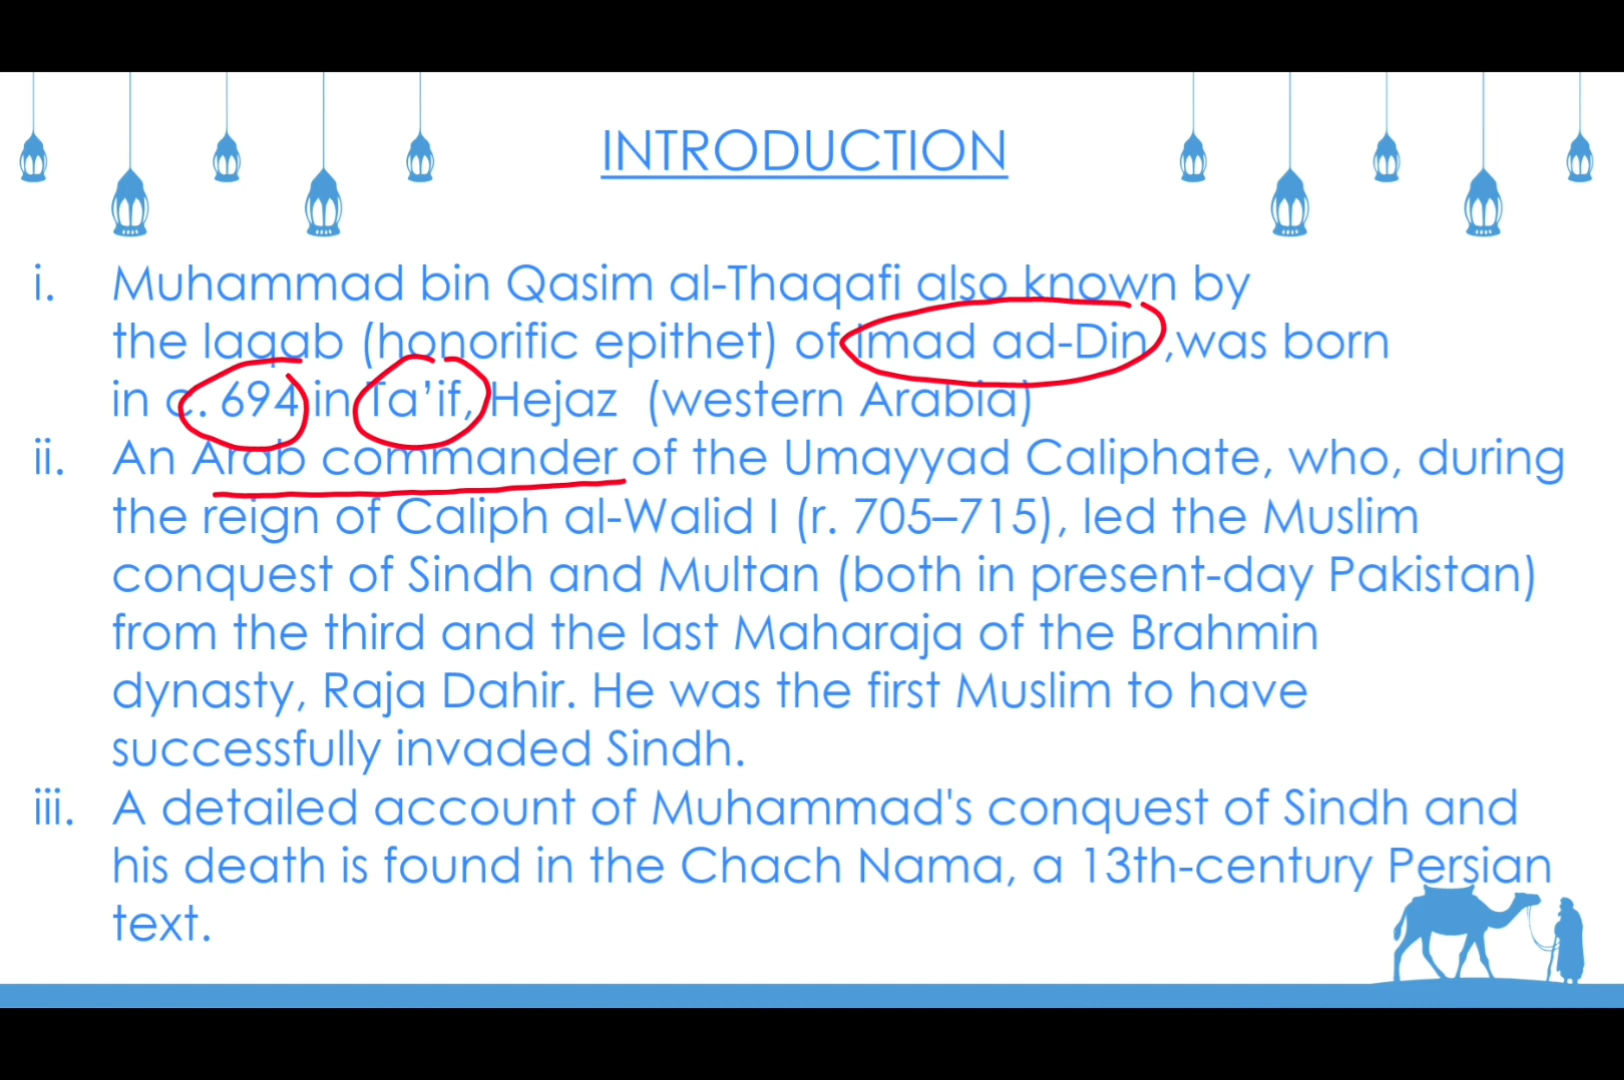 INTRODUCTION
i. Muhammad bin Qasim al-Thaqafi also known by
the laqab (honorific epithet) of Imad ad-Din ,was born
in c. 694 in Ta’if, Hejaz (western Arabia)
ii. An Arab commander of the Umayyad Caliphate, who, during
the reign of Caliph al-Walid I (r. 705–715), led the Muslim
conquest of Sindh and Multan (both in present-day Pakistan)
from the third and the last Maharaja of the Brahmin
dynasty, Raja Dahir. He was the first Muslim to have
successfully invaded Sindh.
iii. A detailed account of Muhammad's conquest of Sindh and
his death is found in the Chach Nama, a 13th-century Persian
text.